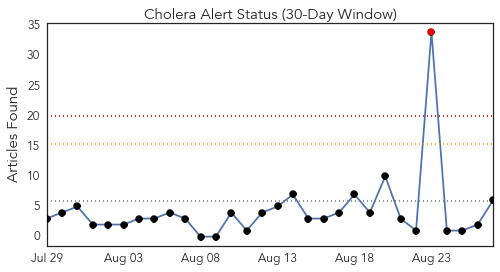 Cholera Alert Status (30-Day Window)
Articles Found
35
30
25
20
15
10
5
0
Jul 29
Aug 03
Aug 08
Aug 13
Aug 18
Aug 23